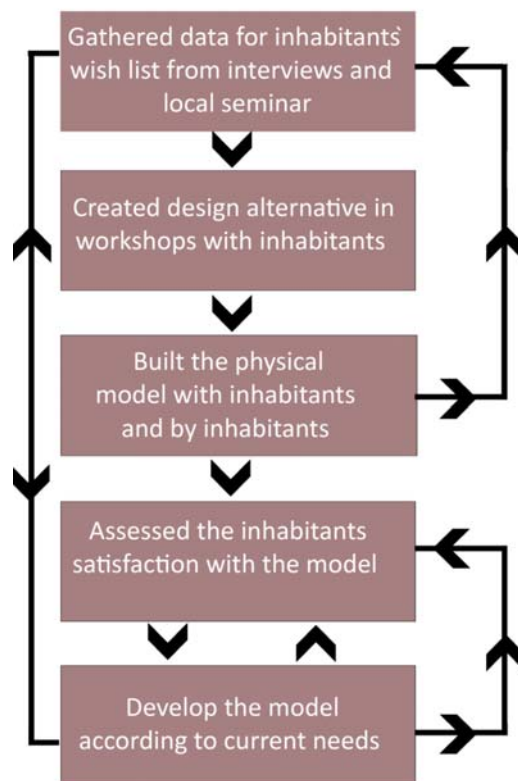 Gathered data for inhabitants`
wish list from interviews and
local seminar
Created design alternative in
workshops with inhabitants.
Built the physical
model with inhabitants
and by inhabitants
Assessed the inhabitants
satisfaction with the model.
Develop the model
according to current needs.